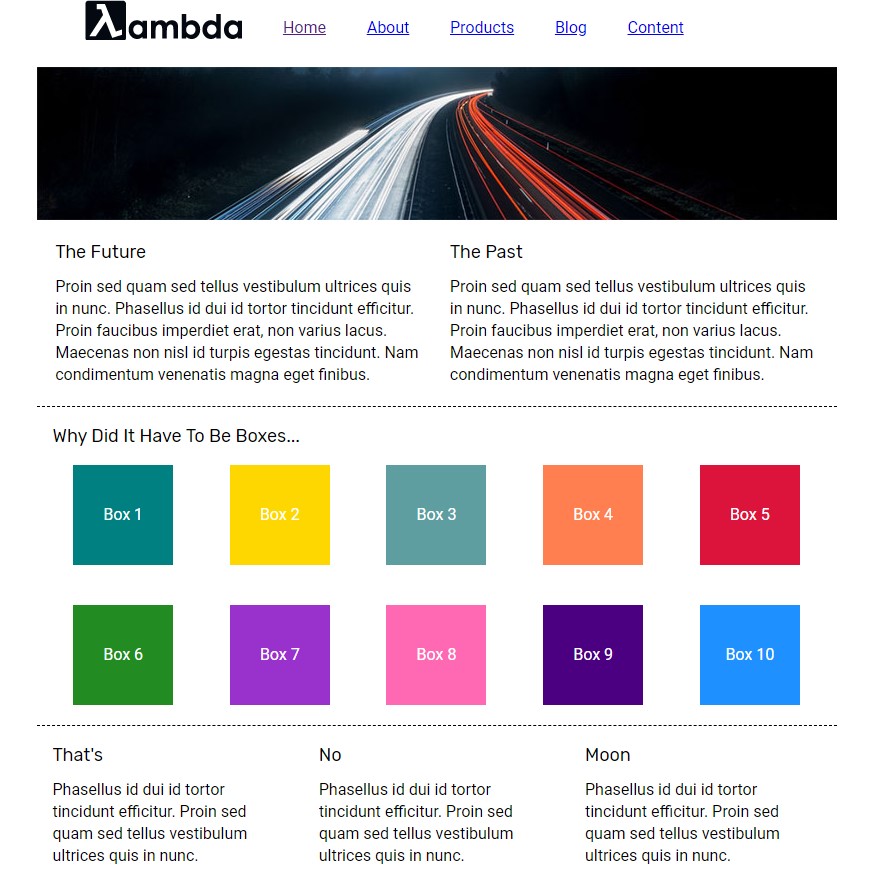 λambda Home About Products Blog Content
The Future
Proin sed quam sed tellus vestibulum ultrices quis
in nunc. Phasellus id dui id tortor tincidunt efficitur.
Proin faucibus imperdiet erat, non varius lacus.
Maecenas non nisl id turpis egestas tincidunt. Nam
condimentum venenatis magna eget finibus.
The Past
Proin sed quam sed tellus vestibulum ultrices quis
in nunc. Phasellus id dui id tortor tincidunt efficitur.
Proin faucibus imperdiet erat, non varius lacus.
Maecenas non nisl id turpis egestas tincidunt. Nam
condimentum venenatis magna eget finibus.
Why Did It Have To Be Boxes...
Box 1 Box 2 Box 3 Box 4 Box 5
Box 6 Box 7 Box 8 Box 9 Box 10
That's
Phasellus id dui id tortor
tincidunt efficitur. Proin sed
quam sed tellus vestibulum
ultrices quis in nunc.
No
Phasellus id dui id tortor
tincidunt efficitur. Proin sed
quam sed tellus vestibulum
ultrices quis in nunc.
Moon
Phasellus id dui id tortor
tincidunt efficitur. Proin sed
quam sed tellus vestibulum
ultrices quis in nunc.